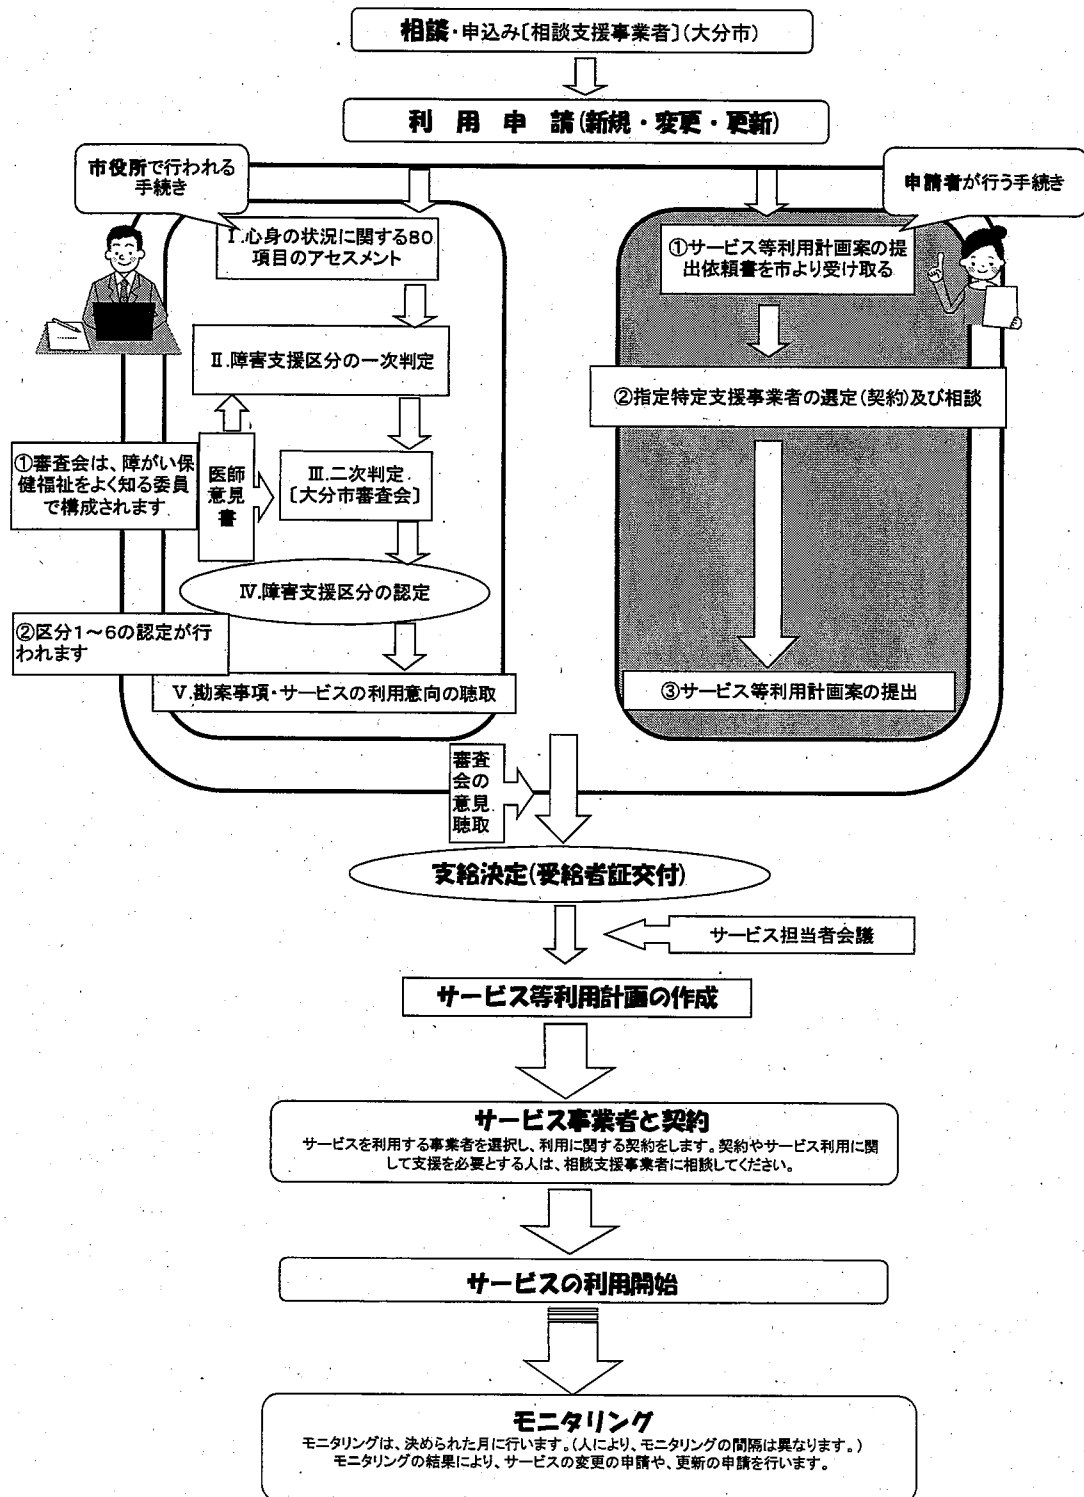 相談・申込み〔相談支援事業者〕(大分市)
利　用　申　請(新規・変更・更新)
市役所で行われる
手続き
申請者が行う手続き
Ⅰ.心身の状況に関する80
項目のアセスメント
Ⅱ.障害支援区分の一次判定
医師
意見
書
Ⅲ.二次判定
〔大分市審査会〕
①審査会は、障がい保
健福祉をよく知る委員
で構成されます
Ⅳ.障害支援区分の認定
②区分1～6の認定が行
われます
Ⅴ.勘案事項・サービスの利用意向の聴取
①サービス等利用計画案の提
出依頼書を市より受け取る
②指定特定支援事業者の選定(契約)及び相談
③サービス等利用計画案の提出
審査
会の
意見
聴取
支給決定(受給者証交付)
サービス担当者会議
サービス等利用計画の作成
サービス事業者と契約
サービスを利用する事業者を選択し、利用に関する契約をします。契約やサービス利用に関
して支援を必要とする人は、相談支援事業者に相談してください。
サービスの利用開始
モニタリング
モニタリングは、決められた月に行います。(人により、モニタリングの間隔は異なります。)
モニタリングの結果により、サービスの変更の申請や、更新の申請を行います。